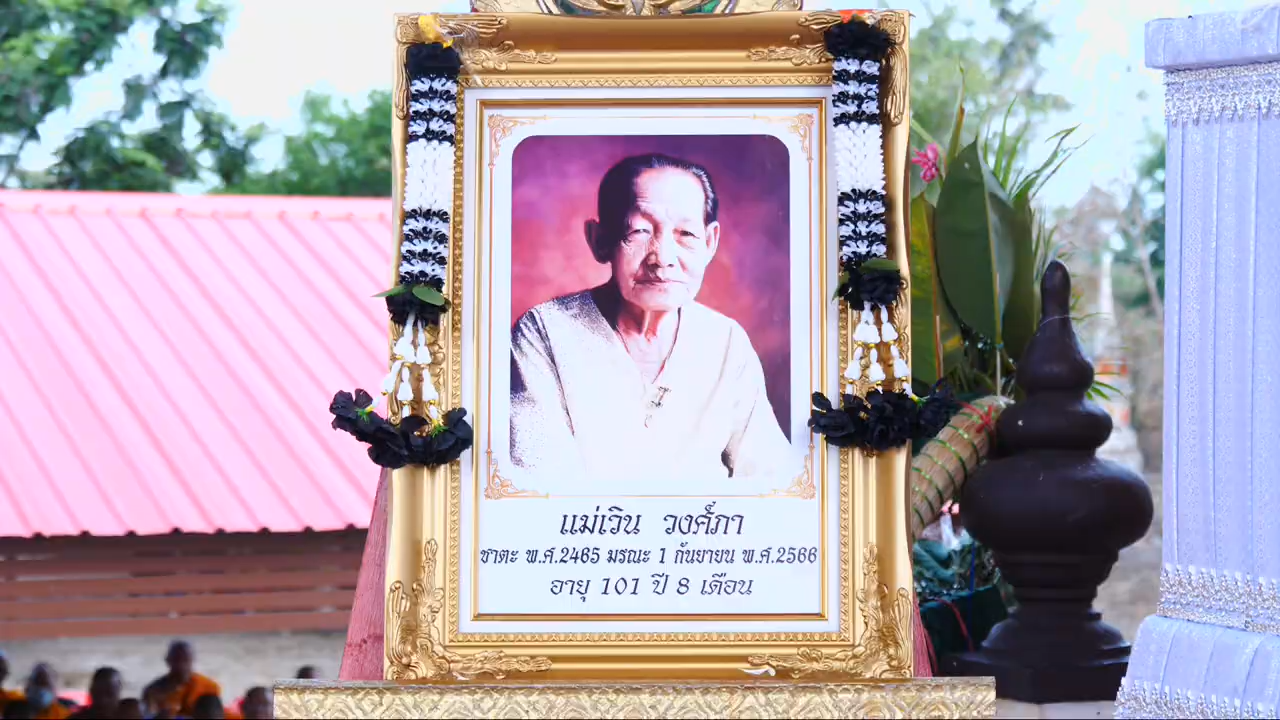 แม่เวิน วงศ์ภา
ชาตะ พ.ศ.2465 มรณะ 1 กันยายน พ.ศ.2566
อายุ 101 ปี 8 เดือน